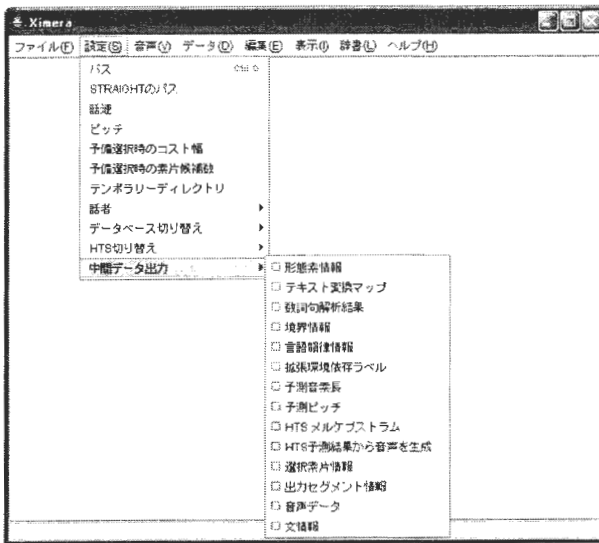 Ximera
ファイル(F) 設定(S) 音声(V) データ(D) 編集(E) 表示(I) 辞書(L) ヘルプ(H)
パス
STRAIGHTのパス
話速
ピッチ
予備選択時のコスト幅
予備選択時の素片候補数
テンポラリーディレクトリ
話者
データベース切り替え
HTS切り替え
中間データ出力
形態素情報
テキスト変換マップ
数詞句解析結果
境界情報
言語韻律情報
拡張環境依存ラベル
予測音素長
予測ピッチ
HTS メルケプストラム
HTS予測結果から音声を生成
選択素片情報
出力セグメント情報
音声データ
文情報